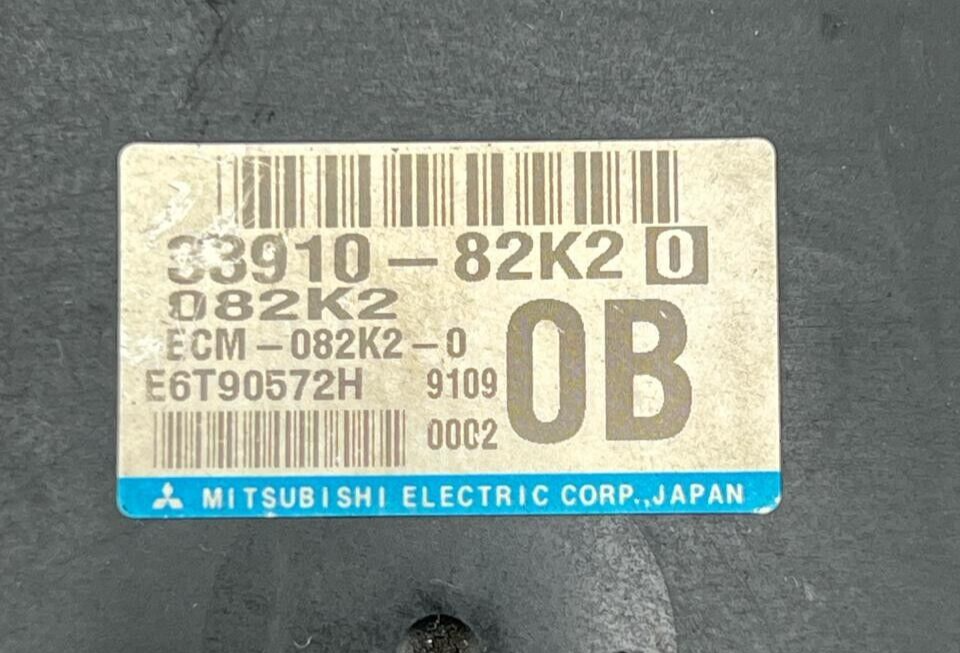 33910-82K2 0
082K2
ECM-082K2-0
0B
E6T90572H 9109
0002
MITSUBISHI ELECTRIC CORP.,JAPAN